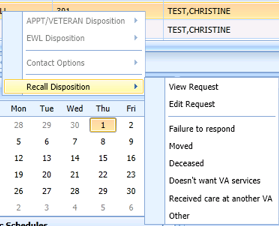 301 TEST,CHRISTINE
APPT/VETERAN Disposition TEST,CHRISTINE
EWL Disposition
Contact Options
Recall Disposition
View Request
Edit Request
Failure to respond
Moved
Deceased
Doesn't want VA services
Received care at another VA
Other
Mon Tue Wed Thu Fri
28 29 30 1 2
5 6 7 8 9
12 13 14 15 16
19 20 21 22 23
26 27 28 29 30
2 3 4 5 6
Schedules